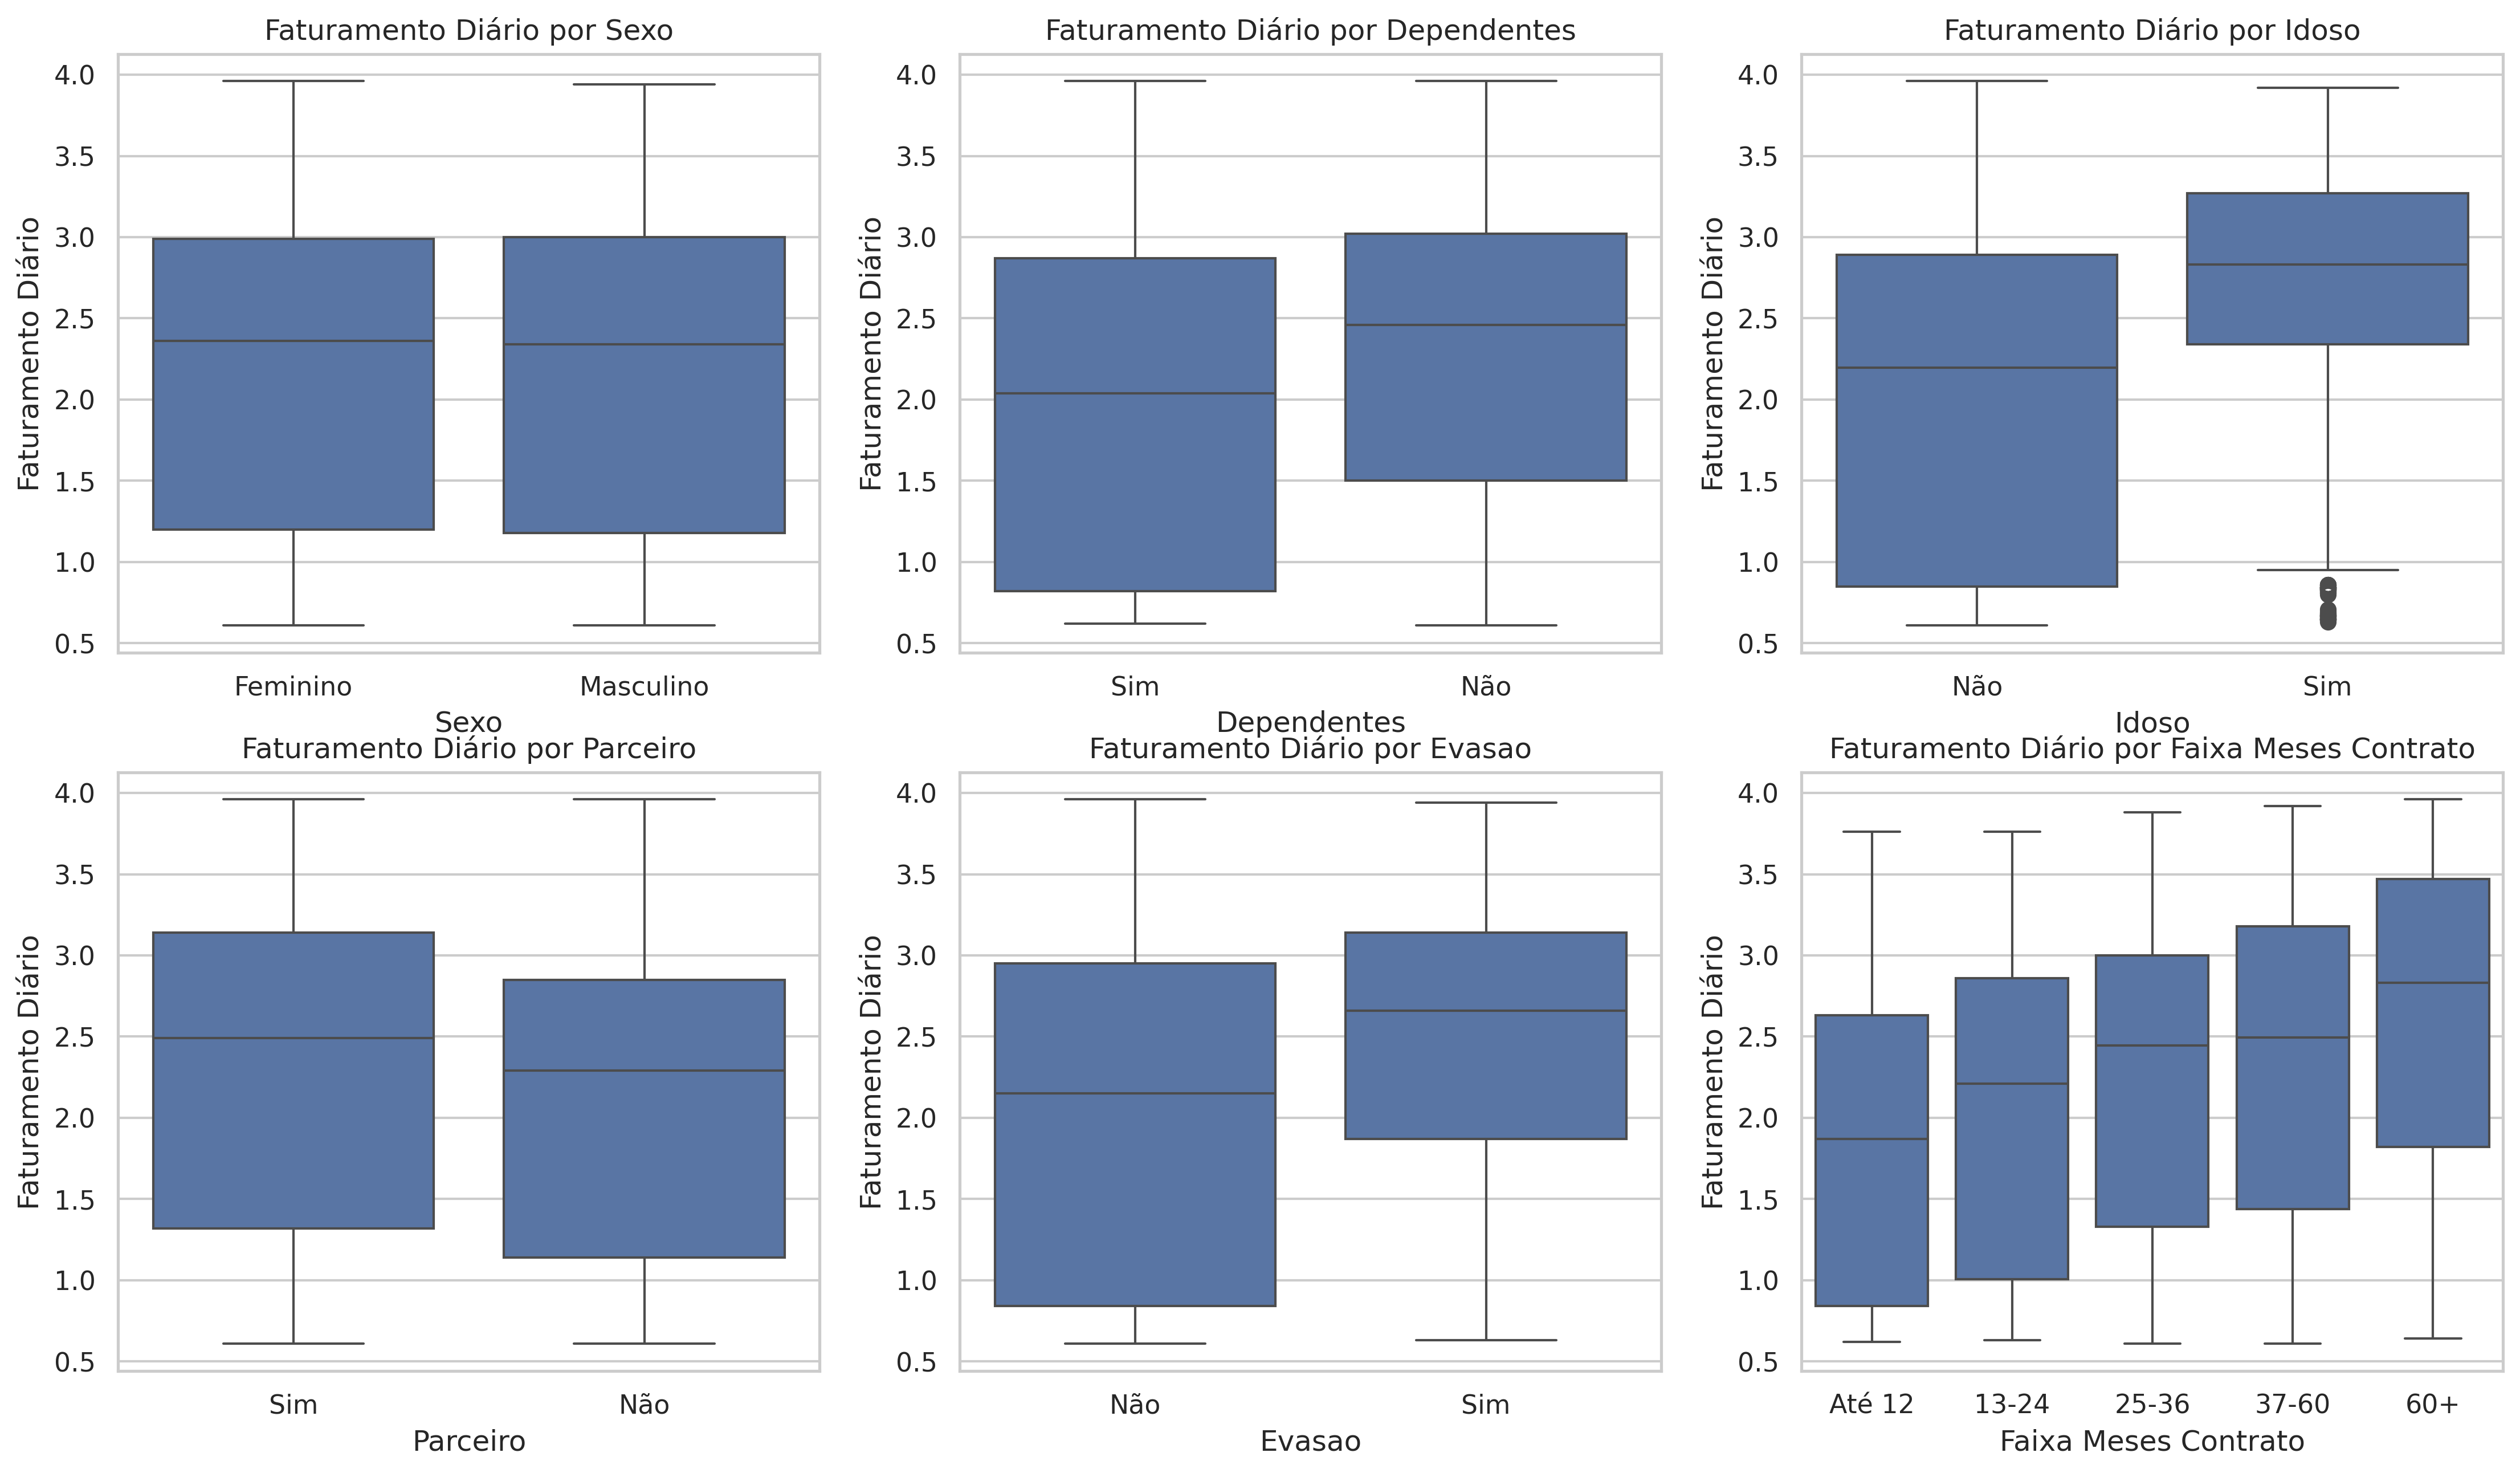 Faturamento Diário por Sexo
Faturamento Diário
4.0
3.5
3.0
2.5
2.0
1.5
1.0
0.5
Feminino Masculino
Sexo
Faturamento Diário por Dependentes
Faturamento Diário
4.0
3.5
3.0
2.5
2.0
1.5
1.0
0.5
Sim Não
Dependentes
Faturamento Diário por Idoso
Faturamento Diário
4.0
3.5
3.0
2.5
2.0
1.5
1.0
0.5
Não Sim
Idoso
Faturamento Diário por Parceiro
Faturamento Diário
4.0
3.5
3.0
2.5
2.0
1.5
1.0
0.5
Sim Não
Parceiro
Faturamento Diário por Evasao
Faturamento Diário
4.0
3.5
3.0
2.5
2.0
1.5
1.0
0.5
Não Sim
Evasao
Faturamento Diário por Faixa Meses Contrato
Faturamento Diário
4.0
3.5
3.0
2.5
2.0
1.5
1.0
0.5
Até 12 13-24 25-36 37-60 60+
Faixa Meses Contrato